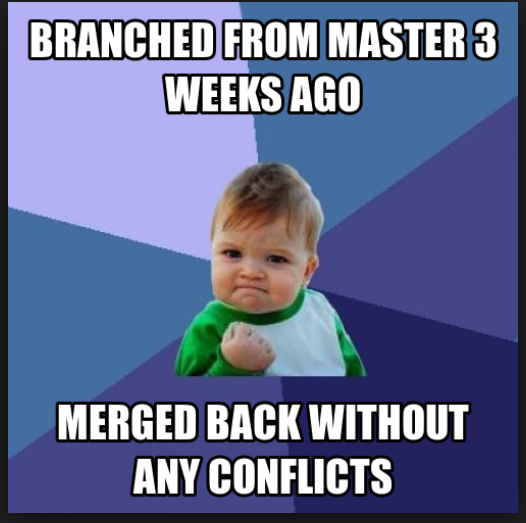 BRANCHED FROM MASTER 3
WEEKS AGO
MERGED BACK WITHOUT
ANY CONFLICTS